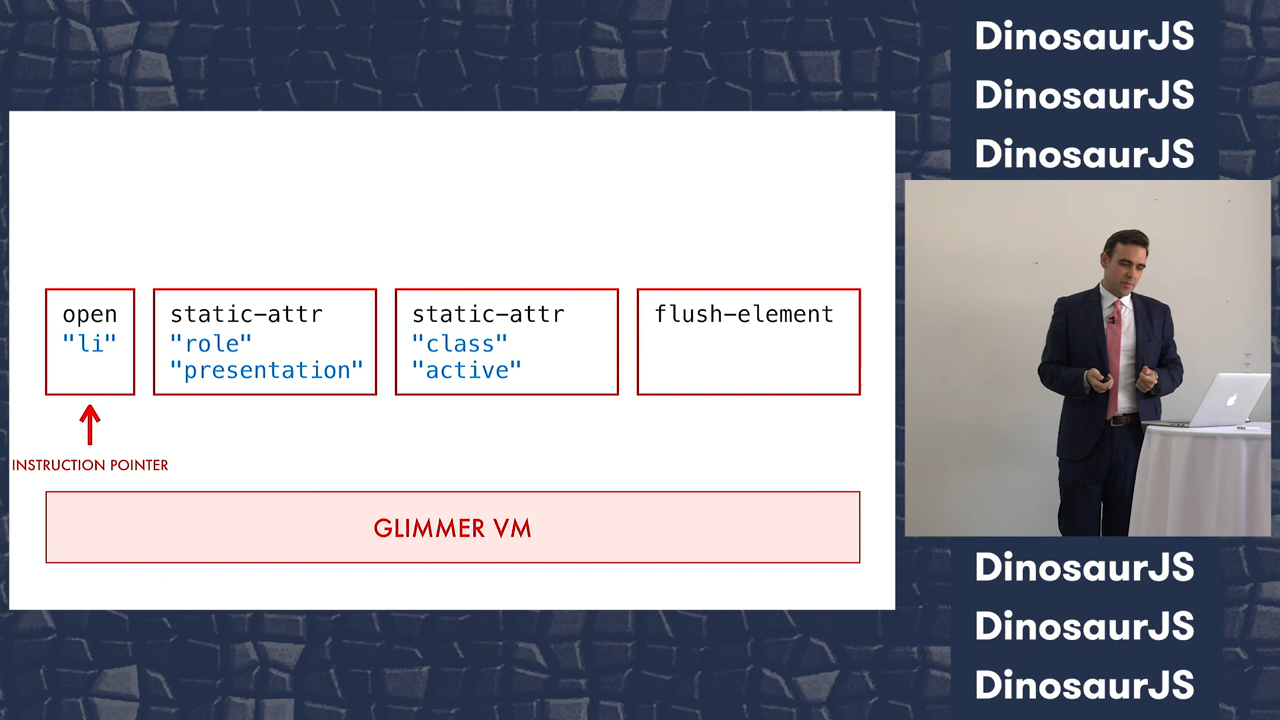 DinosaurJS
DinosaurJS
DinosaurJS
open
"li"
static-attr
"role"
"presentation"
static-attr
"class"
"active"
flush-element
INSTRUCTION POINTER
GLIMMER VM
DinosaurJS
DinosaurJS
DinosaurJS